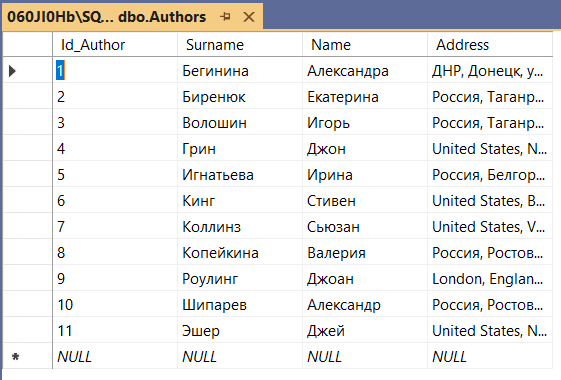 060JI0Hb\SQ... dbo.Authors
Id_Author Surname Name Address
1 Бегинина Александра ДНР, Донецк, у...
2 Биренюк Екатерина Россия, Таганр...
3 Волошин Игорь Россия, Таганр...
4 Грин Джон United States, N...
5 Игнатьева Ирина Россия, Белгор...
6 Кинг Стивен United States, B...
7 Коллинз Сьюзан United States, V...
8 Копейкина Валерия Россия, Ростов...
9 Роулинг Джоан London, Englan...
10 Шипарев Александр Россия, Ростов...
11 Эшер Джей United States, N...
NULL NULL NULL NULL